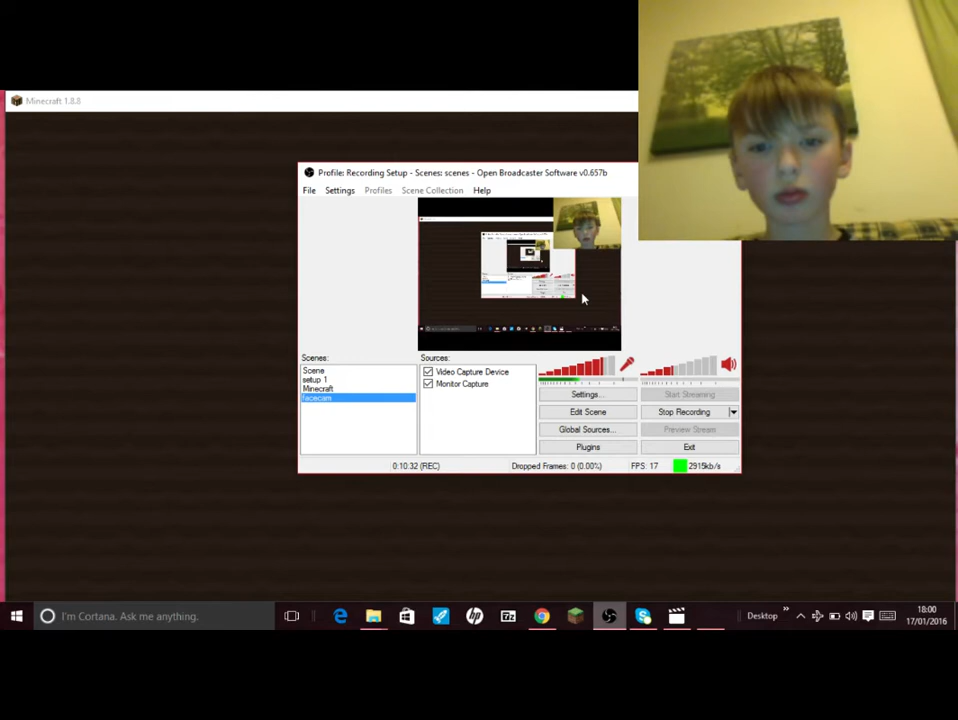 Minecraft 1.8.8
Profile: Recording Setup - Scenes: scenes - Open Broadcaster Software v0.657b
File Settings Profiles Scene Collection Help
Scenes:
Scene
setup 1
Minecraft
facecam
Sources:
Video Capture Device
Monitor Capture
Settings... Start Streaming
Edit Scene Stop Recording
Global Sources... Preview Stream
Plugins Exit
0:10:32 (REC) Dropped Frames: 0 (0.00%) FPS: 17 2915kb/s
I'm Cortana. Ask me anything.
hp
7z
Desktop
18:00
17/01/2016